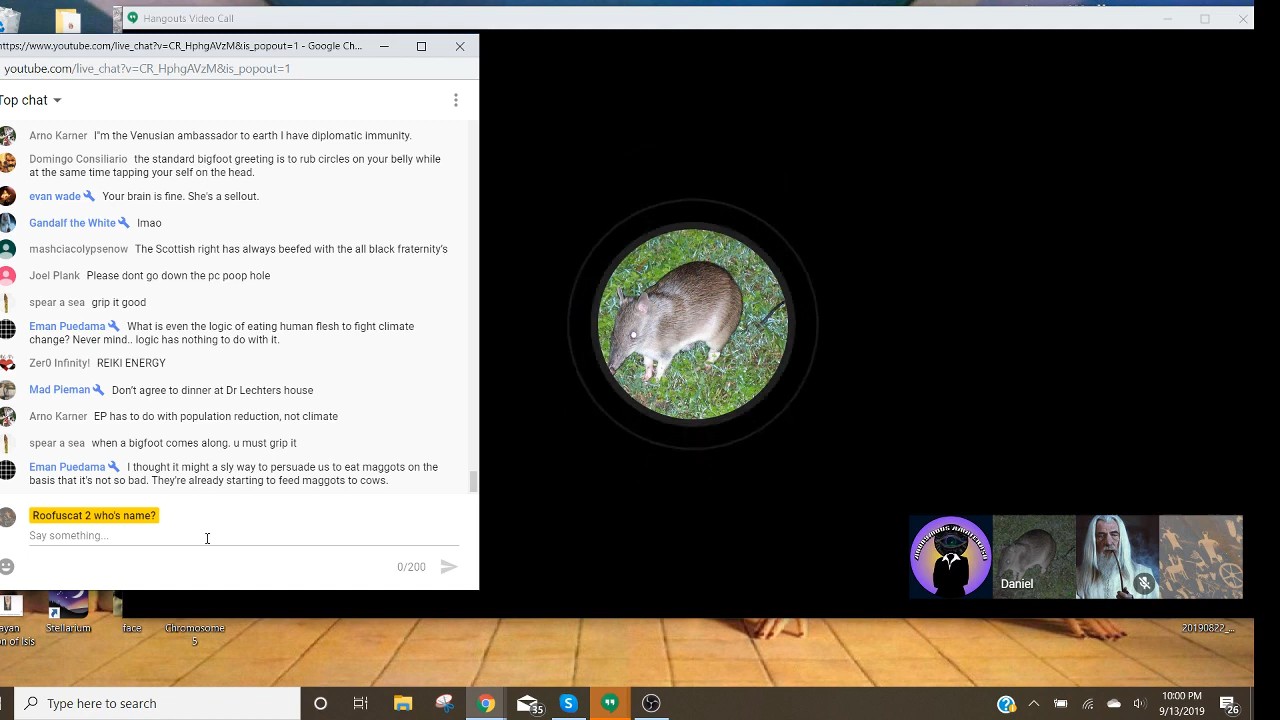 Hangouts Video Call
https://www.youtube.com/live_chat?v=CR_HphgAVzM&is_popout=1 - Google Ch...
youtube.com/live_chat?v=CR_HphgAVzM&is_popout=1
Top chat
Arno Karner I"m the Venusian ambassador to earth I have diplomatic immunity.
Domingo Consiliario the standard bigfoot greeting is to rub circles on your belly while
at the same time tapping your self on the head.
evan wade Your brain is fine. She's a sellout.
Gandalf the White lmao
mashciacolypsenow The Scottish right has always beefed with the all black fraternity's
Joel Plank Please dont go down the pc poop hole
spear a sea grip it good
Eman Puedama What is even the logic of eating human flesh to fight climate
change? Never mind.. logic has nothing to do with it.
Zer0 Infinity! REIKI ENERGY
Mad Pieman Don't agree to dinner at Dr Lechters house
Arno Karner EP has to do with population reduction, not climate
spear a sea when a bigfoot comes along. u must grip it
Eman Puedama I thought it might a sly way to persuade us to eat maggots on the
basis that it's not so bad. They're already starting to feed maggots to cows.
Roofuscat 2 who's name?
Say something...
0/200
Daniel
ayan
on of Isis
Stellarium
face
Chromosome
5
20190822_...
Type here to search
35
10:00 PM
9/13/2019
26